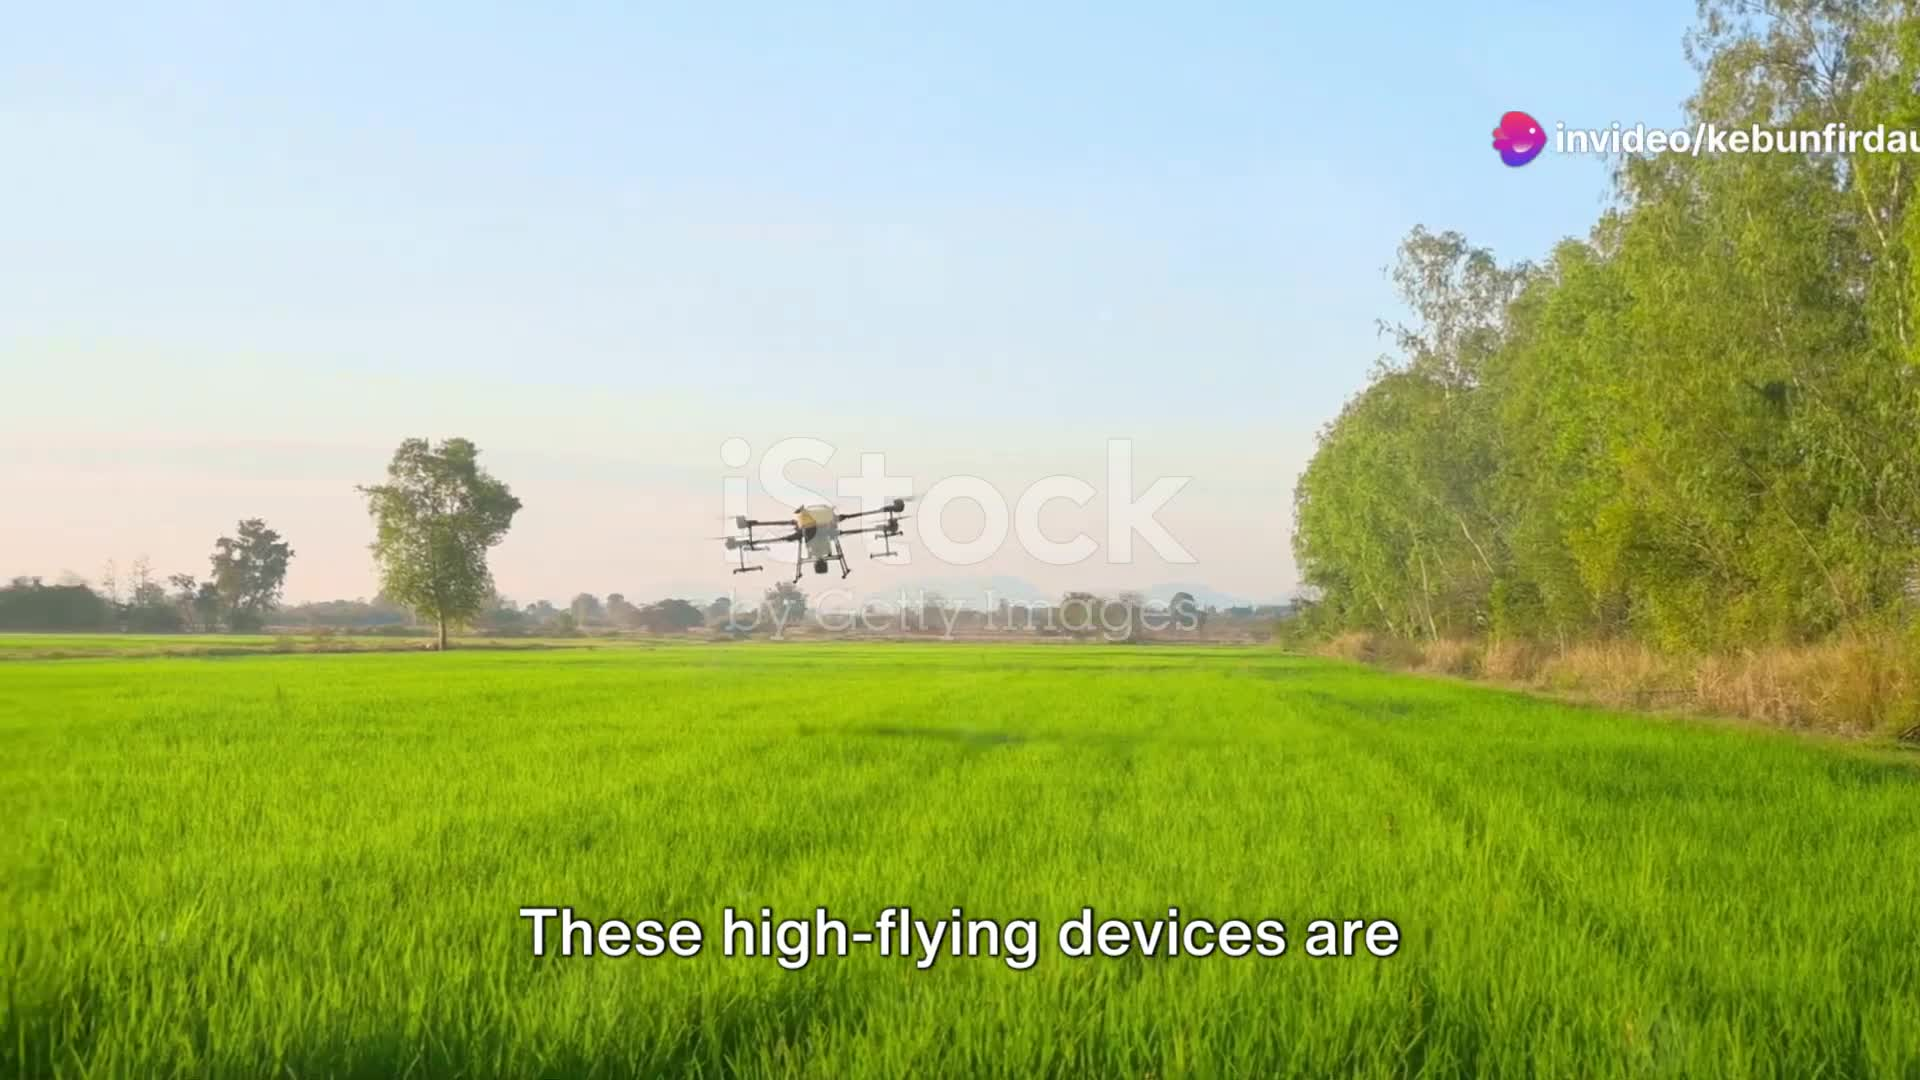 invideo/kebunfirdau
iStock
by Getty Images
These high-flying devices are